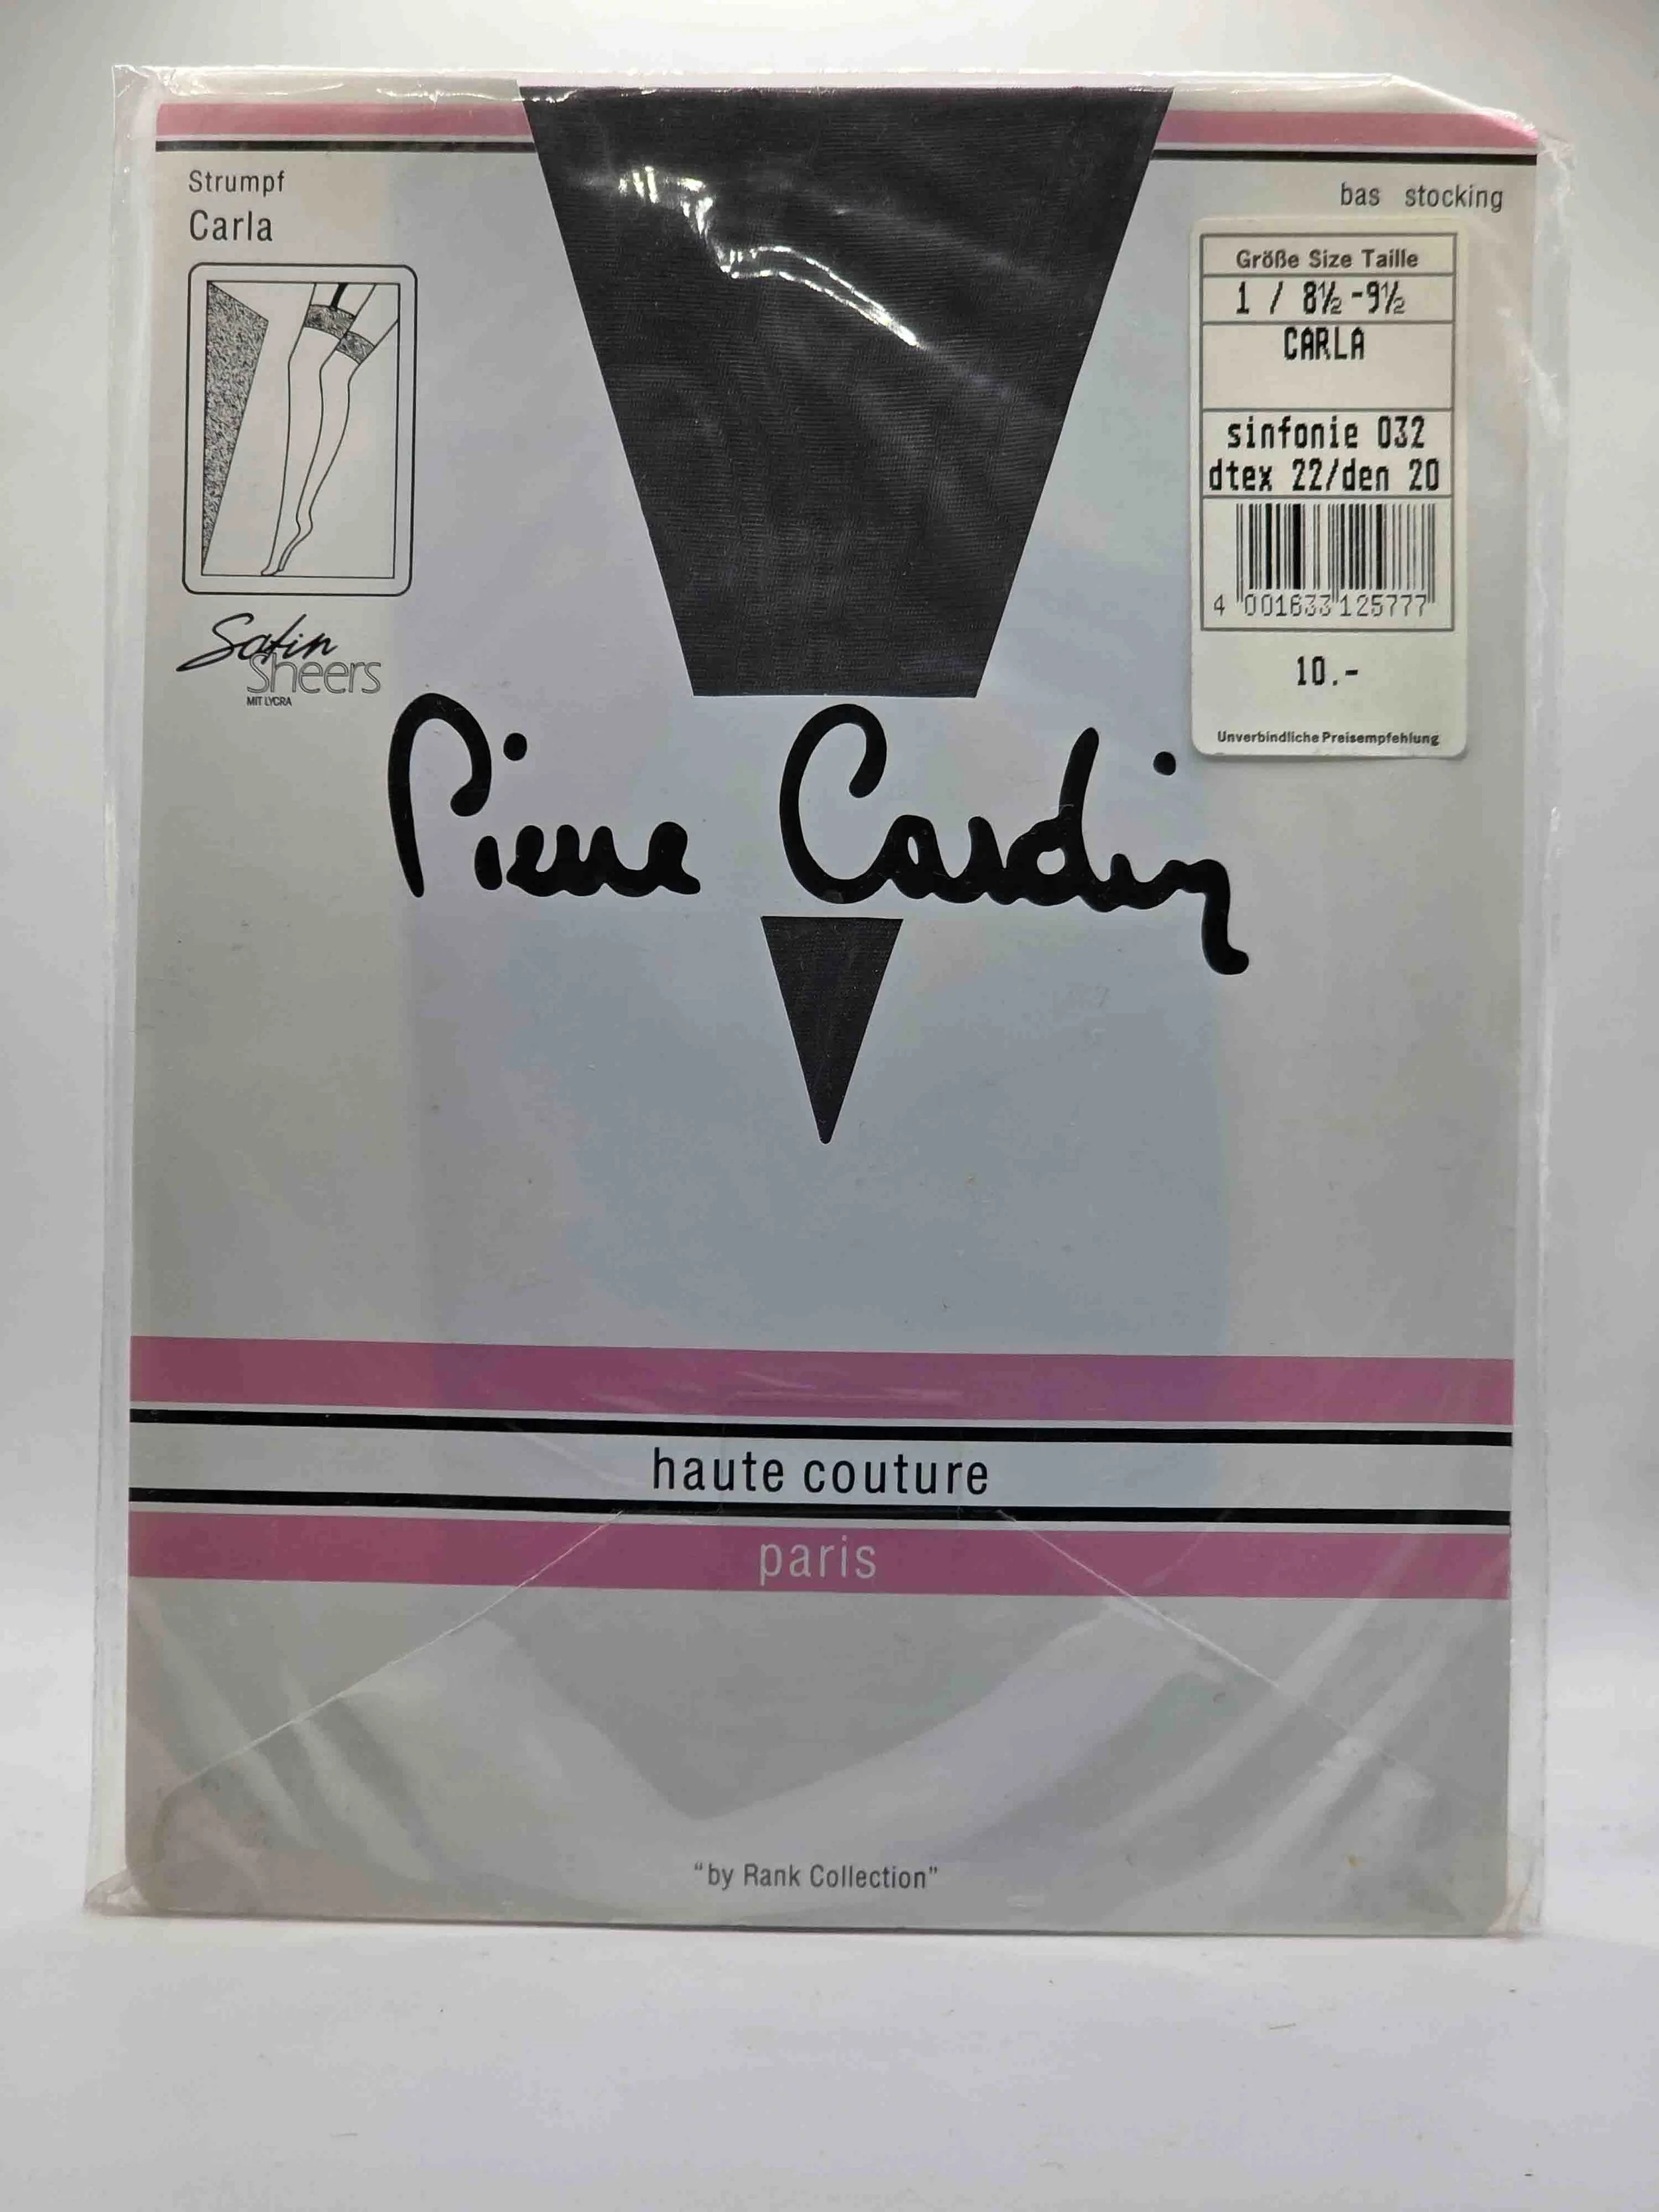 Strumpf
Carla
bas stocking
Größe Size Taille
1 / 8½-9½
CARLA
sinfonie 032
dtex 22/den 20
4 001633 125777
10.-
Unverbindliche Preisempfehlung
Satin
Sheers
MIT LYCRA
Pierre Cardin
haute couture
paris
"by Rank Collection"